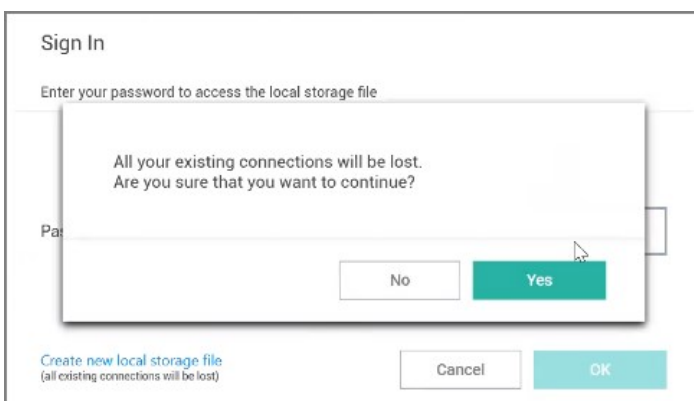 Sign In
Enter your password to access the local storage file
All your existing connections will be lost.
Are you sure that you want to continue?
Pas
No Yes
Create new local storage file
(all existing connections will be lost)
Cancel OK